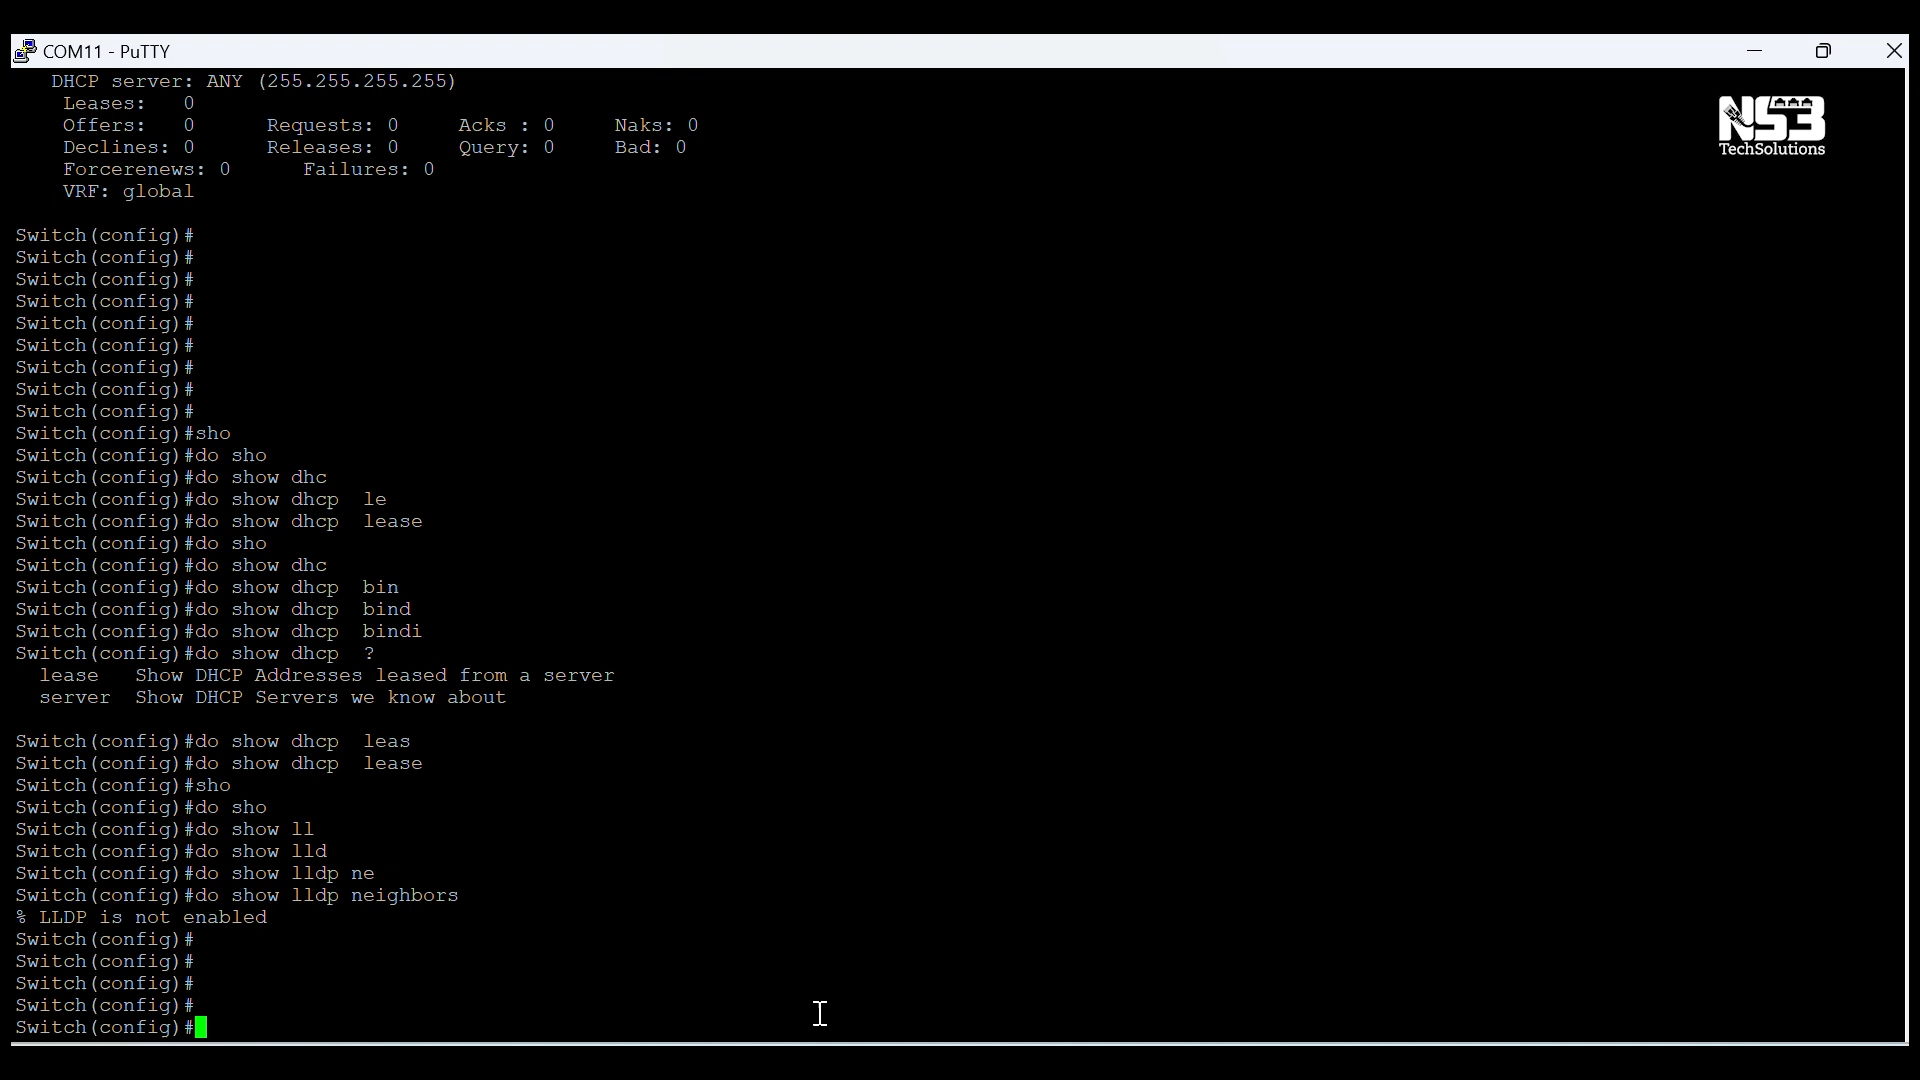 COM11 - PuTTY
DHCP server: ANY (255.255.255.255)
Leases: 0
Offers: 0 Requests: 0 Acks : 0 Naks: 0
Declines: 0 Releases: 0 Query: 0 Bad: 0
Forcerenews: 0 Failures: 0
VRF: global
NS3
TechSolutions
Switch(config)#
Switch(config)#
Switch(config)#
Switch(config)#
Switch(config)#
Switch(config)#
Switch(config)#
Switch(config)#
Switch(config)#
Switch(config)#sho
Switch(config)#do sho
Switch(config)#do show dhc
Switch(config)#do show dhcp  le
Switch(config)#do show dhcp  lease
Switch(config)#do sho
Switch(config)#do show dhc
Switch(config)#do show dhcp  bin
Switch(config)#do show dhcp  bind
Switch(config)#do show dhcp  bindi
Switch(config)#do show dhcp  ?
lease   Show DHCP Addresses leased from a server
server  Show DHCP Servers we know about
Switch(config)#do show dhcp  leas
Switch(config)#do show dhcp  lease
Switch(config)#sho
Switch(config)#do sho
Switch(config)#do show ll
Switch(config)#do show lld
Switch(config)#do show lldp ne
Switch(config)#do show lldp neighbors
% LLDP is not enabled
Switch(config)#
Switch(config)#
Switch(config)#
Switch(config)#
Switch(config)#